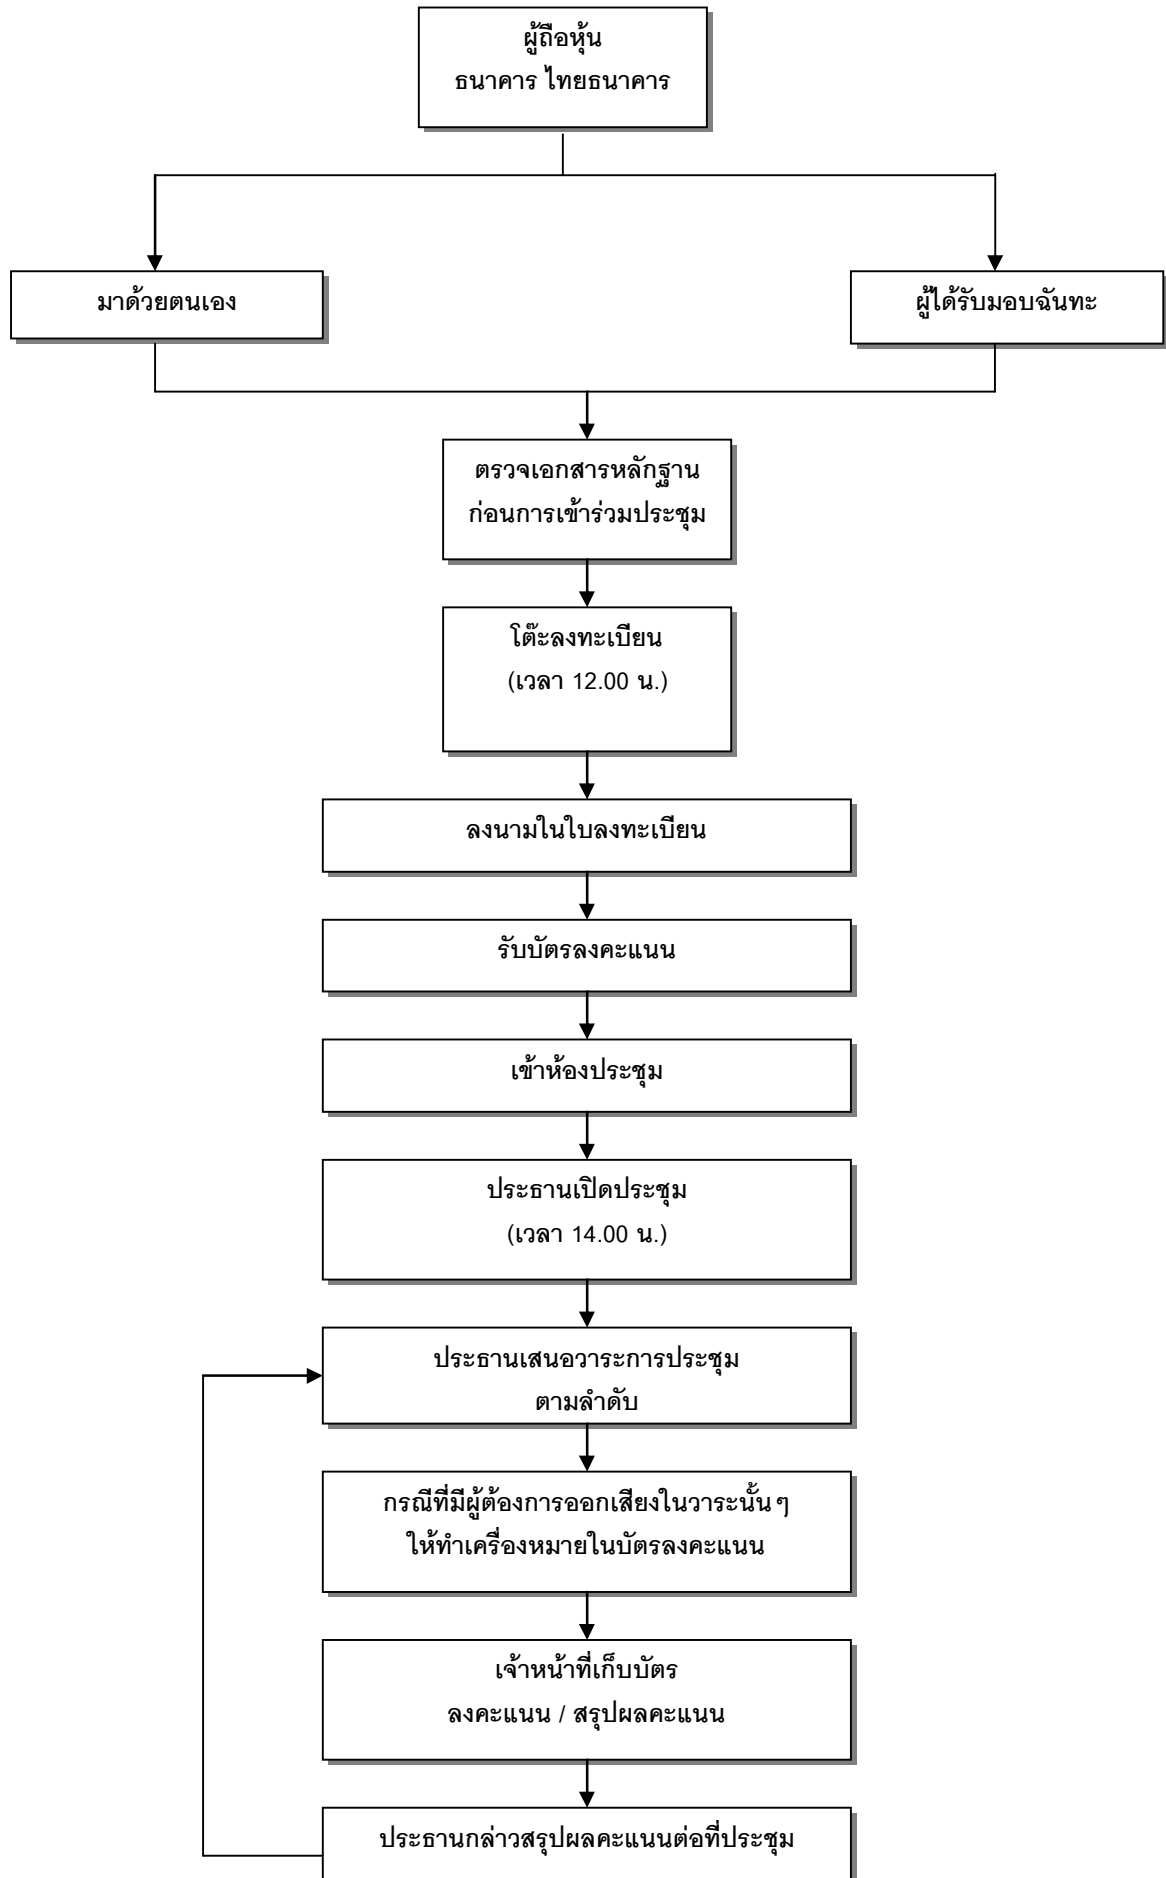 ผู้ถือหุ้น
ธนาคาร ไทยธนาคาร
มาด้วยตนเอง
ผู้ได้รับมอบฉันทะ
ตรวจเอกสารหลักฐาน
ก่อนการเข้าร่วมประชุม
โต๊ะลงทะเบียน
(เวลา 12.00 น.)
ลงนามในใบลงทะเบียน
รับบัตรลงคะแนน
เข้าห้องประชุม
ประธานเปิดประชุม
(เวลา 14.00 น.)
ประธานเสนอวาระการประชุม
ตามลำดับ
กรณีที่มีผู้ต้องการออกเสียงในวาระนั้น ๆ
ให้ทำเครื่องหมายในบัตรลงคะแนน
เจ้าหน้าที่เก็บบัตร
ลงคะแนน / สรุปผลคะแนน
ประธานกล่าวสรุปผลคะแนนต่อที่ประชุม